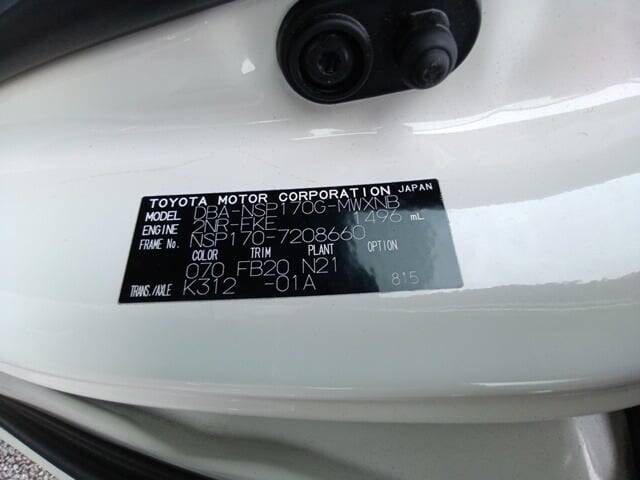 TOYOTA MOTOR CORPORATION JAPAN
MODEL DBA-NSP170G-MWXNB
ENGINE 2NR-FKE 1496 mL
FRAME No. NSP170-7208660
COLOR TRIM PLANT OPTION
070 FB20 N21
TRANS./AXLE K312 -01A 815